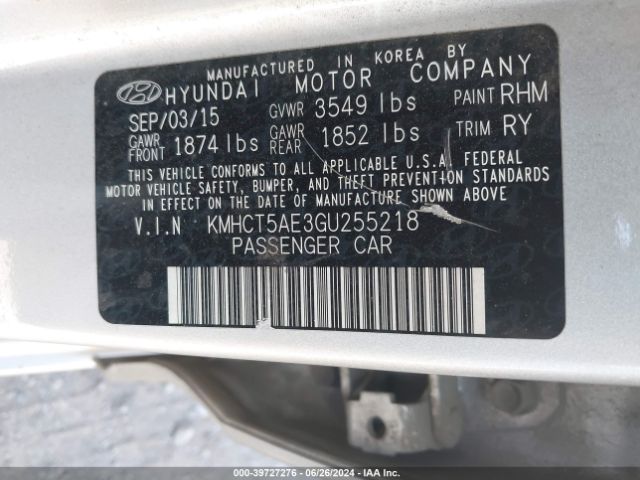 MANUFACTURED IN KOREA BY
HYUNDAI MOTOR COMPANY
SEP/03/15 GVWR 3549 lbs PAINT RHM
GAWR FRONT 1874 lbs GAWR REAR 1852 lbs TRIM RY
THIS VEHICLE CONFORMS TO ALL APPLICABLE U.S.A. FEDERAL
MOTOR VEHICLE SAFETY, BUMPER, AND THEFT PREVENTION STANDARDS
IN EFFECT ON THE DATE OF MANUFACTURE SHOWN ABOVE
V.I.N KMHCT5AE3GU255218
PASSENGER CAR
000-39727276 - 06/26/2024 - IAA Inc.